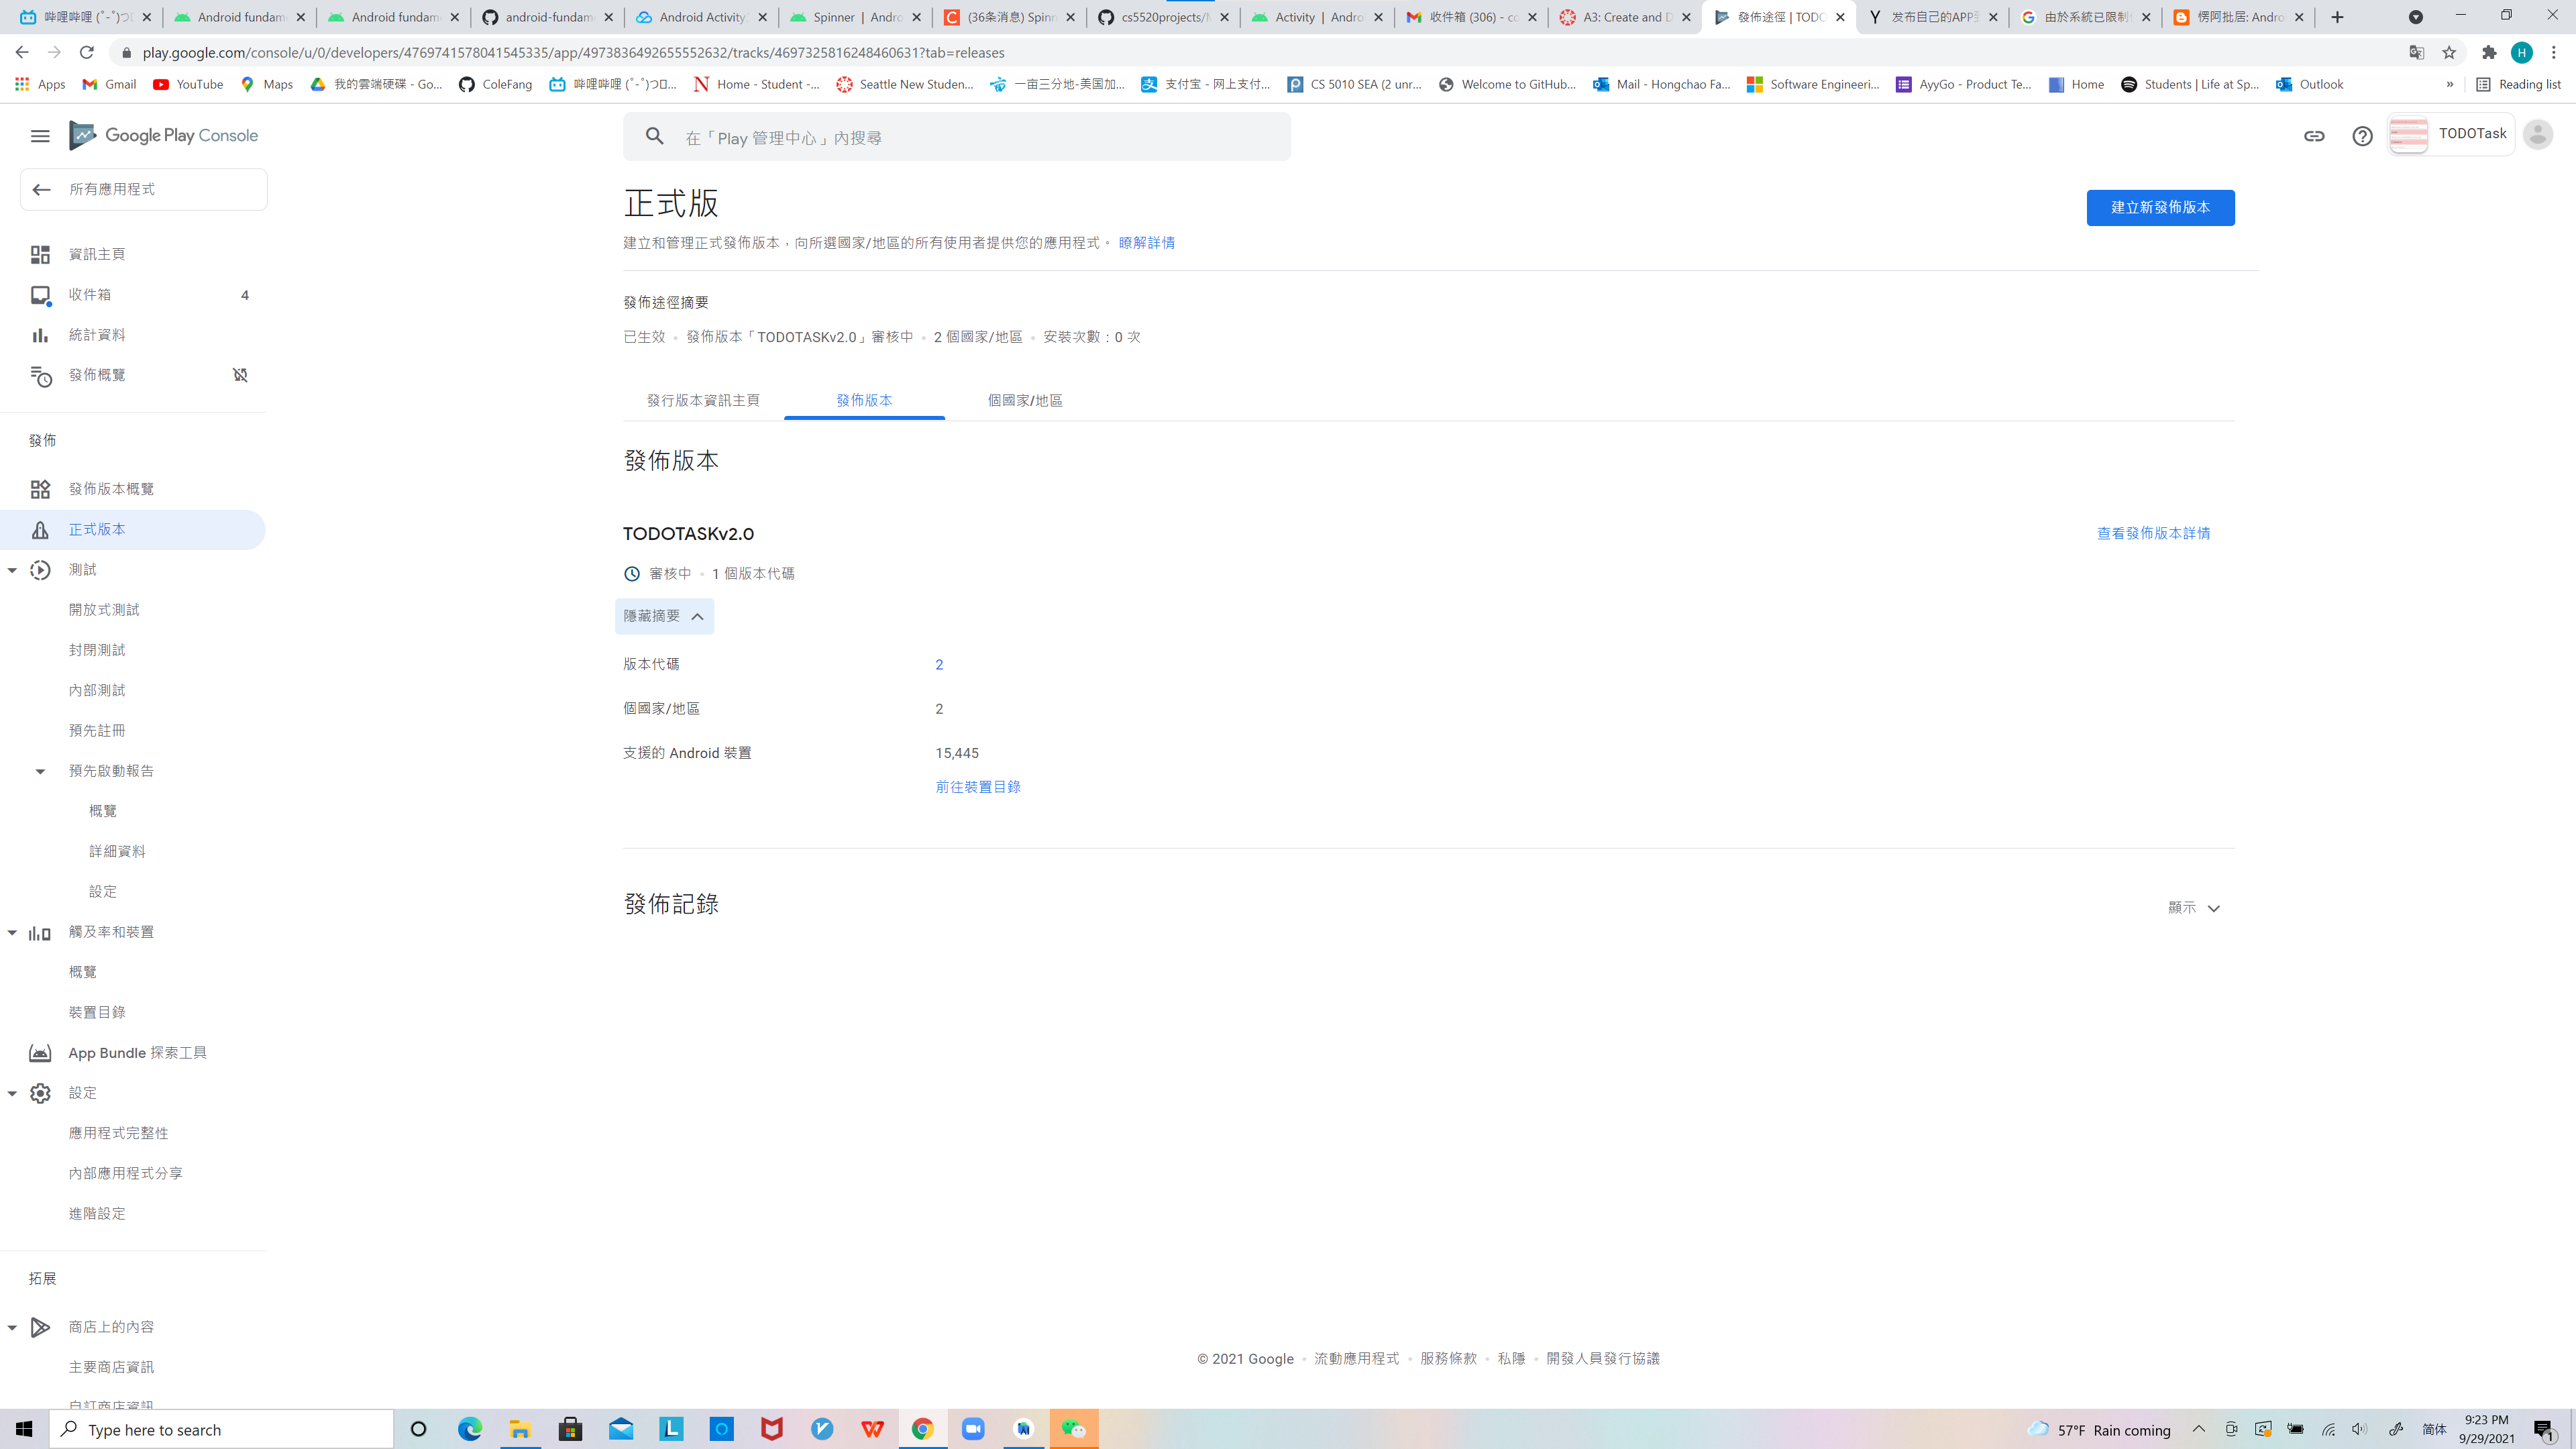 哔哩哔哩 (゜-゜)つ
Android fundam
Android fundam
android-fundam
Android Activity
Spinner | Andro
(36条消息) Spinn
cs5520projects/
Activity | Andro
收件箱 (306) - co
A3: Create and D
發佈途徑 | TODO
发布自己的APP到
由於系統已限制
愣阿批居: Andro
play.google.com/console/u/0/developers/4769741578041545335/app/4973836492655552632/tracks/4697325816248460631?tab=releases
H
Apps
Gmail
YouTube
Maps
我的雲端硬碟 - Go...
ColeFang
哔哩哔哩 (゜-゜)つ...
Home - Student -...
Seattle New Studen...
一亩三分地-美国加...
支付宝 - 网上支付...
CS 5010 SEA (2 unr...
Welcome to GitHub...
Mail - Hongchao Fa...
Software Engineeri...
AyyGo - Product Te...
Home
Students | Life at Sp...
Outlook
»
Reading list
Google Play Console
在「Play 管理中心」內搜尋
TODOTask
所有應用程式
資訊主頁
收件箱 4
統計資料
發佈概覽
發佈
發佈版本概覽
正式版本
測試
開放式測試
封閉測試
內部測試
預先註冊
預先啟動報告
概覽
詳細資料
設定
觸及率和裝置
概覽
裝置目錄
App Bundle 探索工具
設定
應用程式完整性
內部應用程式分享
進階設定
拓展
商店上的內容
主要商店資訊
自訂商店資訊
正式版
建立新發佈版本
建立和管理正式發佈版本，向所選國家/地區的所有使用者提供您的應用程式。 瞭解詳情
發佈途徑摘要
已生效 • 發佈版本「TODOTASKv2.0」審核中 • 2 個國家/地區 • 安裝次數：0 次
發行版本資訊主頁
發佈版本
個國家/地區
發佈版本
TODOTASKv2.0
查看發佈版本詳情
審核中 • 1 個版本代碼
隱藏摘要
版本代碼 2
個國家/地區 2
支援的 Android 裝置 15,445
前往裝置目錄
發佈記錄
顯示
© 2021 Google • 流動應用程式 • 服務條款 • 私隱 • 開發人員發行協議
Type here to search
57°F Rain coming
简体
9:23 PM
9/29/2021
1